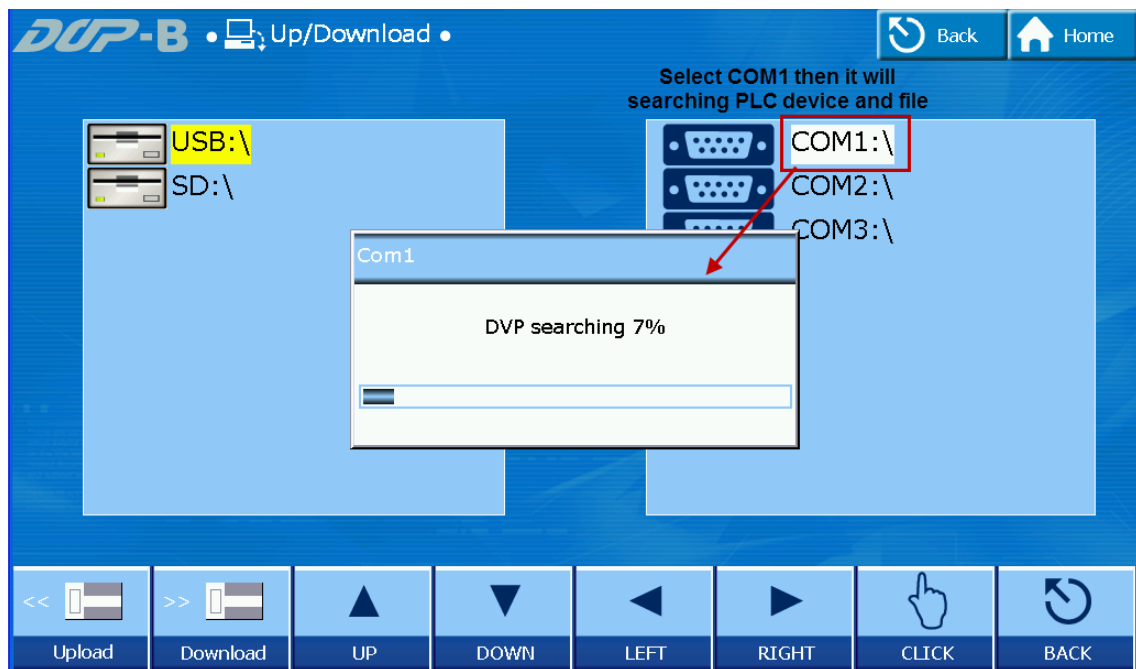 DOP-B • Up/Download •
Back
Home
Select COM1 then it will
searching PLC device and file
USB:\
SD:\
COM1:\
COM2:\
COM3:\
Com1
DVP searching 7%
<<
>>
Upload
Download
UP
DOWN
LEFT
RIGHT
CLICK
BACK